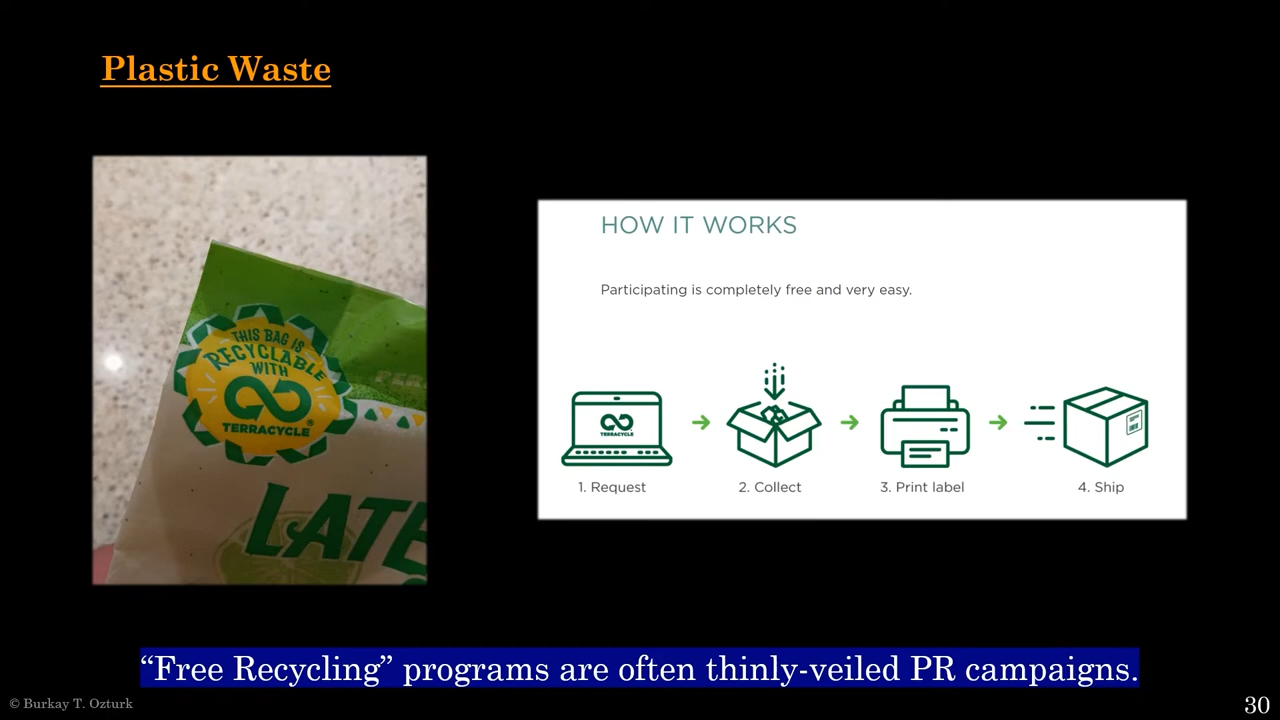 Plastic Waste
THIS BAG IS
RECYCLABLE
WITH
TERRACYCLE®
HOW IT WORKS
Participating is completely free and very easy.
TERRACYCLE
1. Request
2. Collect
3. Print label
4. Ship
“Free Recycling” programs are often thinly-veiled PR campaigns.
© Burkay T. Ozturk
30